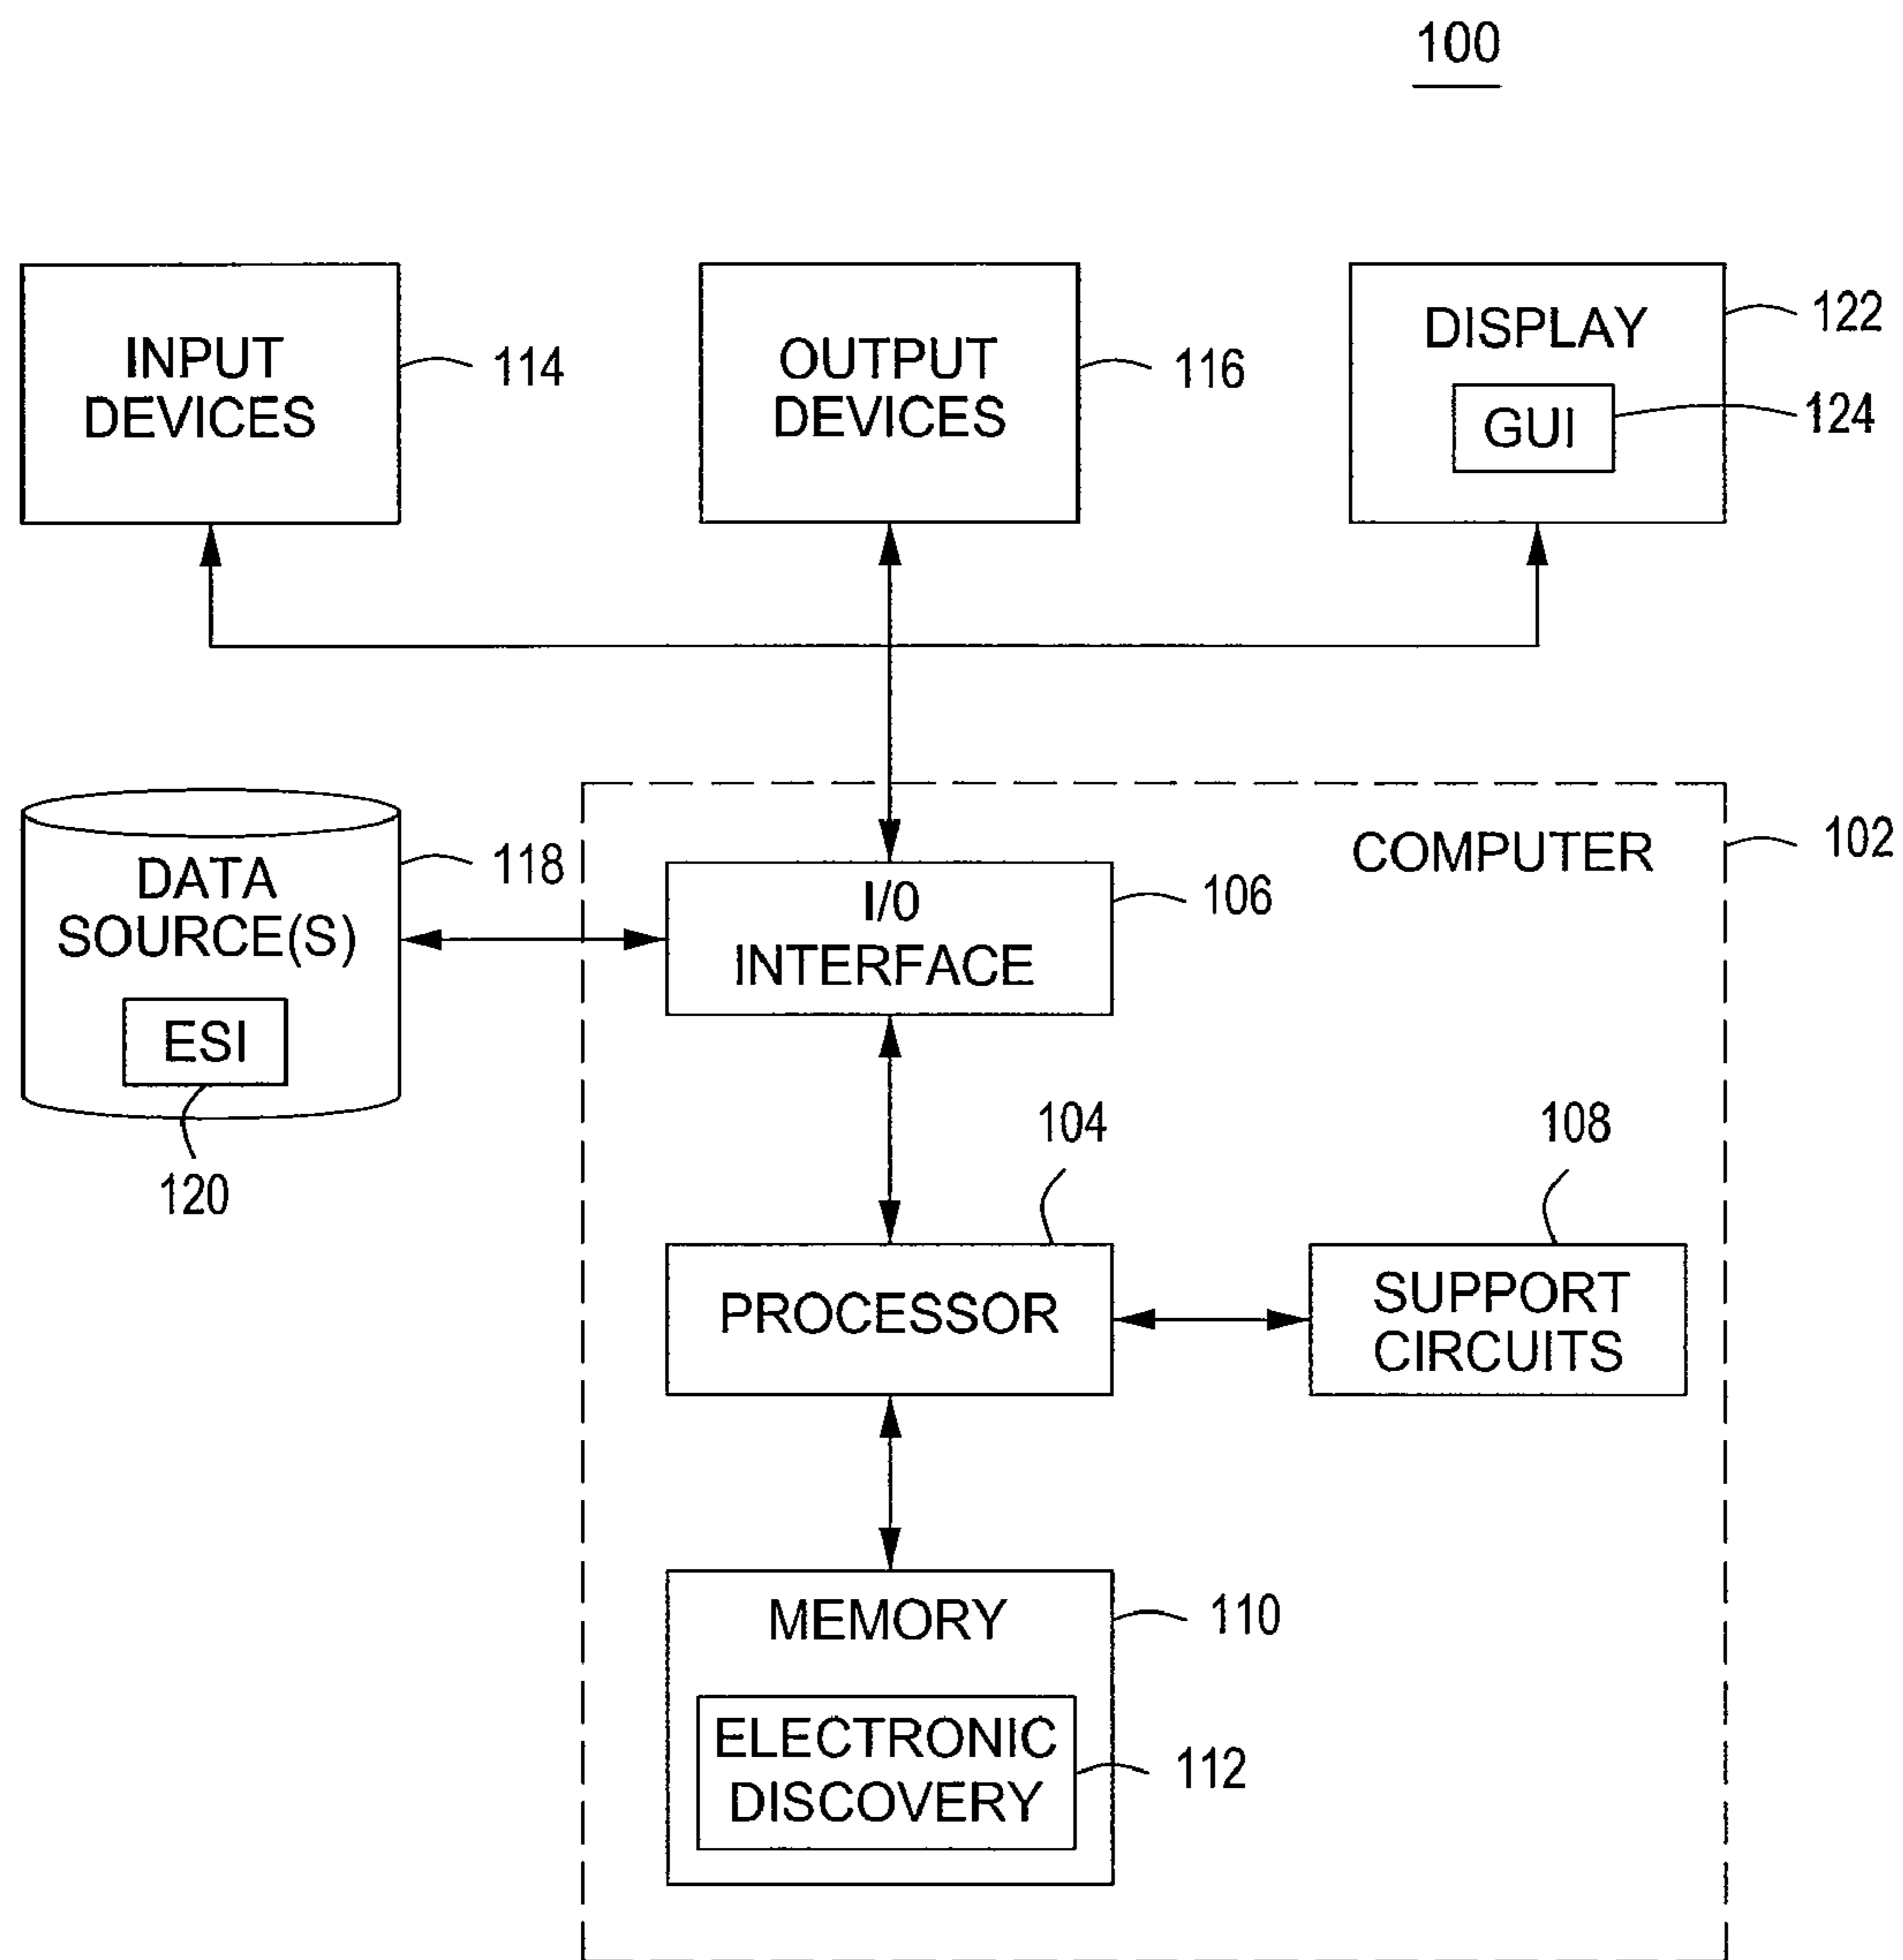 100
INPUT
DEVICES
114
OUTPUT
DEVICES
116
DISPLAY
122
GUI
124
DATA
SOURCE(S)
118
ESI
120
COMPUTER
102
I/O
INTERFACE
106
104
PROCESSOR
108
SUPPORT
CIRCUITS
MEMORY
110
ELECTRONIC
DISCOVERY
112